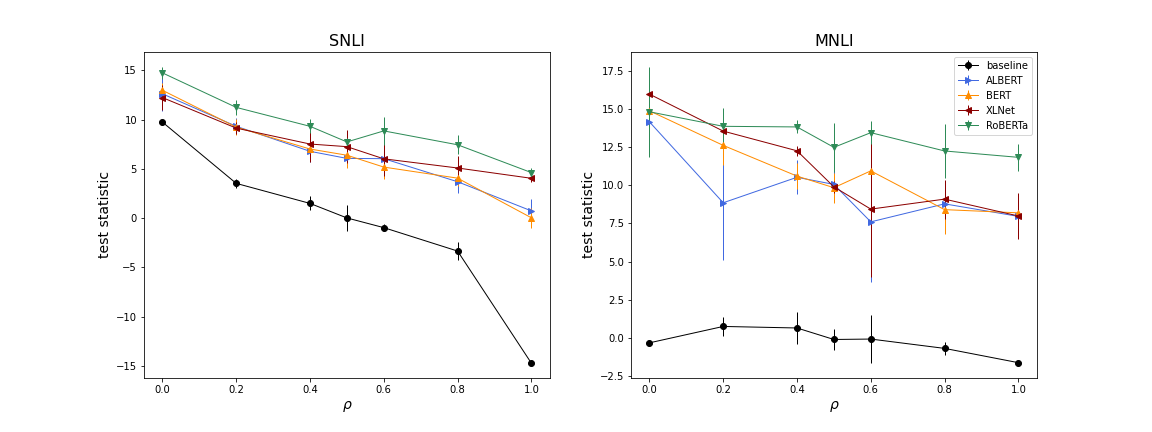 SNLI
test statistic
15
10
5
0
−5
−10
−15
0.0 0.2 0.4 0.6 0.8 1.0
ρ
MNLI
test statistic
17.5
15.0
12.5
10.0
7.5
5.0
2.5
0.0
−2.5
0.0 0.2 0.4 0.6 0.8 1.0
ρ
baseline
ALBERT
BERT
XLNet
RoBERTa